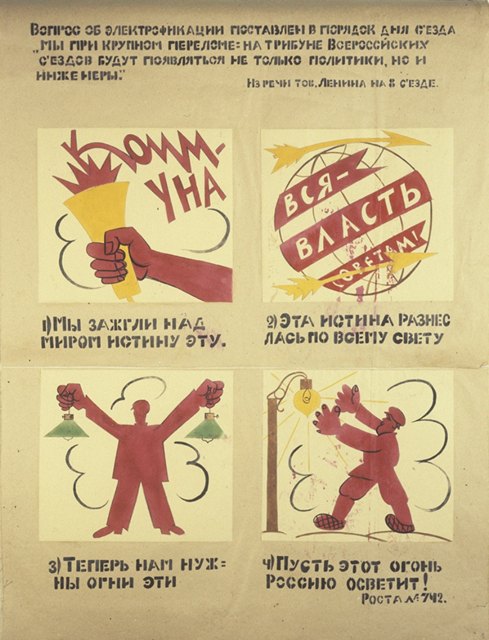 Вопрос об электрофикации поставлен в порядок дня с'езда
„Мы при крупном переломе = на трибуне Всероссийских
с'ездов будут появляться не только политики, но и
инженеры."
Из речи тов. Ленина на 8 с'езде.
Комм-
уна
Вся-
власть
советам!
1) Мы зажгли над
миром истину эту.
2) Эта истина разнес
лась по всему свету
3) Теперь нам нуж=
ны огни эти
4) Пусть этот огонь
Россию осветит!
Роста № 742.